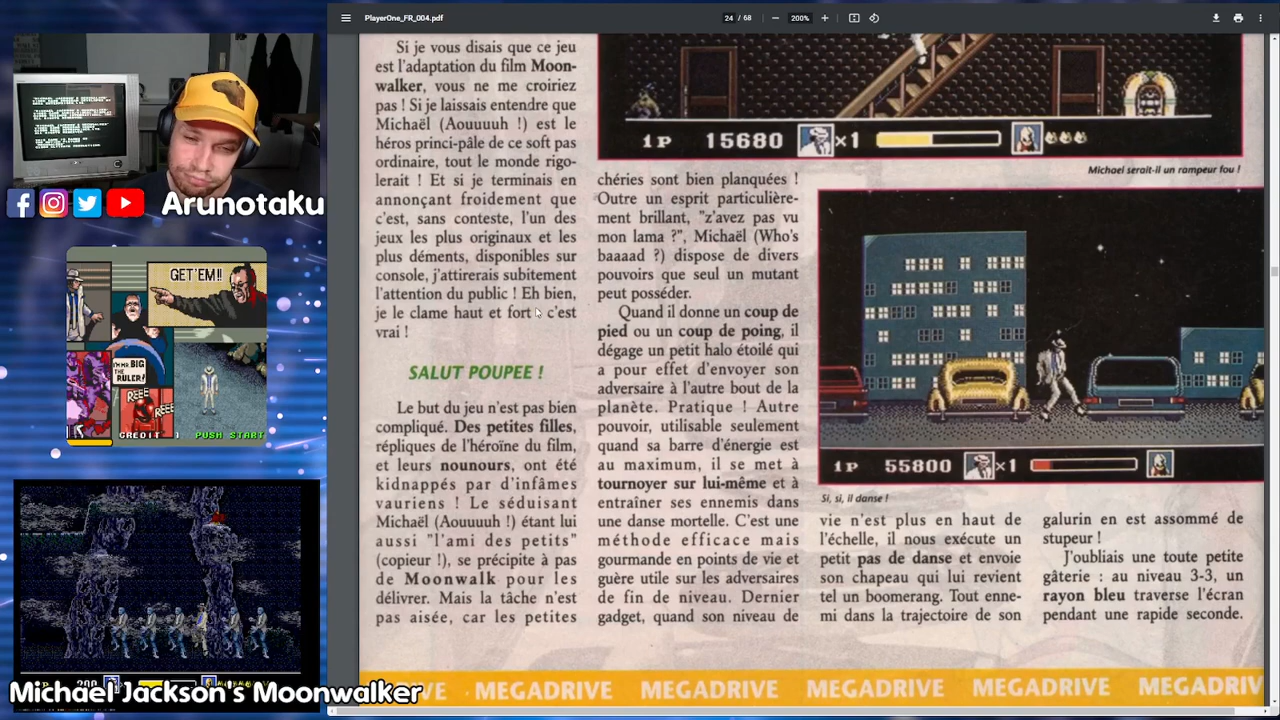 PlayerOne_FR_004.pdf
24 / 68
200%
Arunotaku
GET'EM!!
I'M MR. BIG
THE
RULER!
REEE
REEE
CREDIT
PUSH START
200
Michael Jackson's Moonwalker
Si je vous disais que ce jeu
est l'adaptation du film Moon-
walker, vous ne me croiriez
pas ! Si je laissais entendre que
Michaël (Aouuuuh !) est le
héros princi-pâle de ce soft pas
ordinaire, tout le monde rigo-
lerait ! Et si je terminais en
annonçant froidement que
c'est, sans conteste, l'un des
jeux les plus originaux et les
plus déments, disponibles sur
console, j'attirerais subitement
l'attention du public ! Eh bien,
je le clame haut et fort : c'est
vrai !
SALUT POUPEE !
Le but du jeu n'est pas bien
compliqué. Des petites filles,
répliques de l'héroïne du film,
et leurs nounours, ont été
kidnappés par d'infâmes
vauriens ! Le séduisant
Michaël (Aouuuuh !) étant lui
aussi "l'ami des petits"
(copieur !), se précipite à pas
de Moonwalk pour les
délivrer. Mais la tâche n'est
pas aisée, car les petites
1P 15680 ×1
Michael serait-il un rampeur fou !
chéries sont bien planquées !
Outre un esprit particulière-
ment brillant, "z'avez pas vu
mon lama ?", Michaël (Who's
baaaad ?) dispose de divers
pouvoirs que seul un mutant
peut posséder.
Quand il donne un coup de
pied ou un coup de poing, il
dégage un petit halo étoilé qui
a pour effet d'envoyer son
adversaire à l'autre bout de la
planète. Pratique ! Autre
pouvoir, utilisable seulement
quand sa barre d'énergie est
au maximum, il se met à
tournoyer sur lui-même et à
entraîner ses ennemis dans
une danse mortelle. C'est une
méthode efficace mais
gourmande en points de vie et
guère utile sur les adversaires
de fin de niveau. Dernier
gadget, quand son niveau de
1P 55800 ×1
Si, si, il danse !
vie n'est plus en haut de
l'échelle, il nous exécute un
petit pas de danse et envoie
son chapeau qui lui revient
tel un boomerang. Tout enne-
mi dans la trajectoire de son
galurin en est assommé de
stupeur !
J'oubliais une toute petite
gâterie : au niveau 3-3, un
rayon bleu traverse l'écran
pendant une rapide seconde.
VE MEGADRIVE MEGADRIVE MEGADRIVE MEGADRIVE MEGADRIV